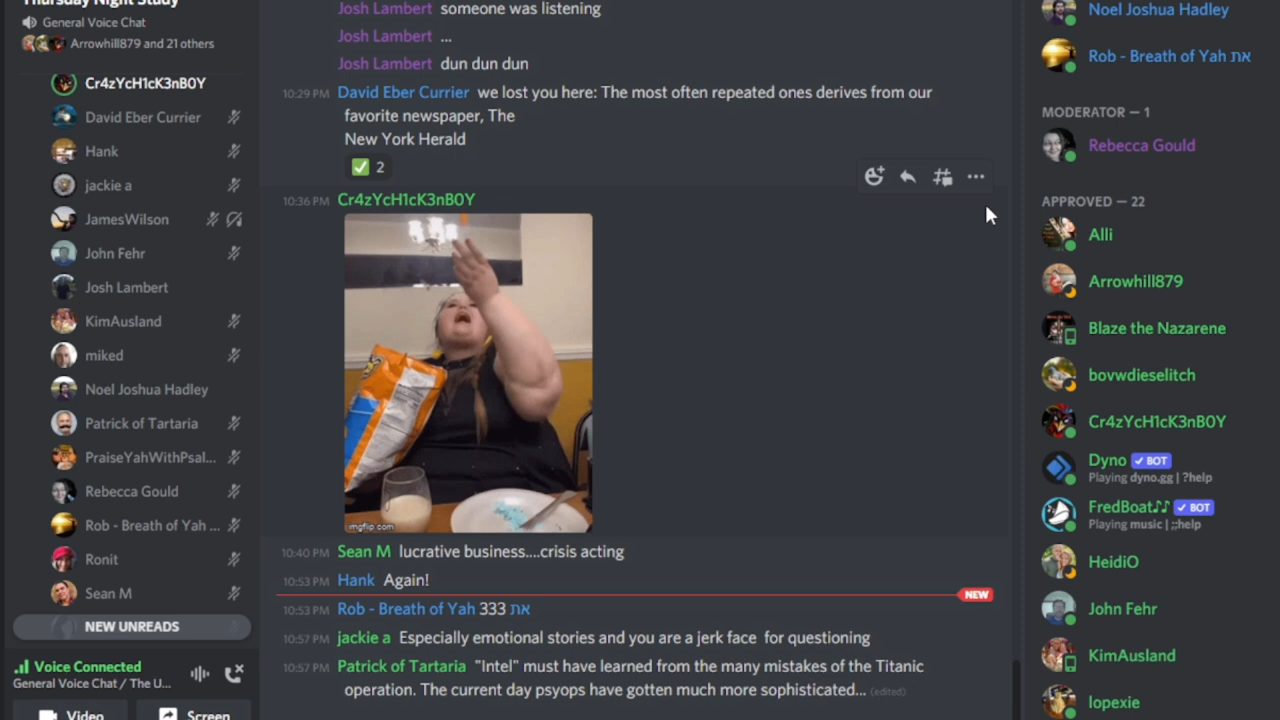 Thursday Night Study
General Voice Chat
Arrowhill879 and 21 others
Cr4zYcH1cK3nB0Y
David Eber Currier
Hank
jackie a
JamesWilson
John Fehr
Josh Lambert
KimAusland
miked
Noel Joshua Hadley
Patrick of Tartaria
PraiseYahWithPsal...
Rebecca Gould
Rob - Breath of Yah ...
Ronit
Sean M
NEW UNREADS
Voice Connected
General Voice Chat / The U...
Video
Screen
Josh Lambert someone was listening
Josh Lambert ...
Josh Lambert dun dun dun
10:29 PM David Eber Currier we lost you here: The most often repeated ones derives from our
favorite newspaper, The
New York Herald
2
10:36 PM Cr4zYcH1cK3nB0Y
imgflip.com
10:40 PM Sean M lucrative business....crisis acting
10:53 PM Hank Again!
NEW
10:53 PM Rob - Breath of Yah את 333
10:57 PM jackie a Especially emotional stories and you are a jerk face for questioning
10:57 PM Patrick of Tartaria "Intel" must have learned from the many mistakes of the Titanic
operation. The current day psyops have gotten much more sophisticated... (edited)
Noel Joshua Hadley
Rob - Breath of Yah את
MODERATOR — 1
Rebecca Gould
APPROVED — 22
Alli
Arrowhill879
Blaze the Nazarene
bovwdieselitch
Cr4zYcH1cK3nB0Y
Dyno BOT
Playing dyno.gg | ?help
FredBoat♪♪ BOT
Playing music | ;;help
HeidiO
John Fehr
KimAusland
lopexie